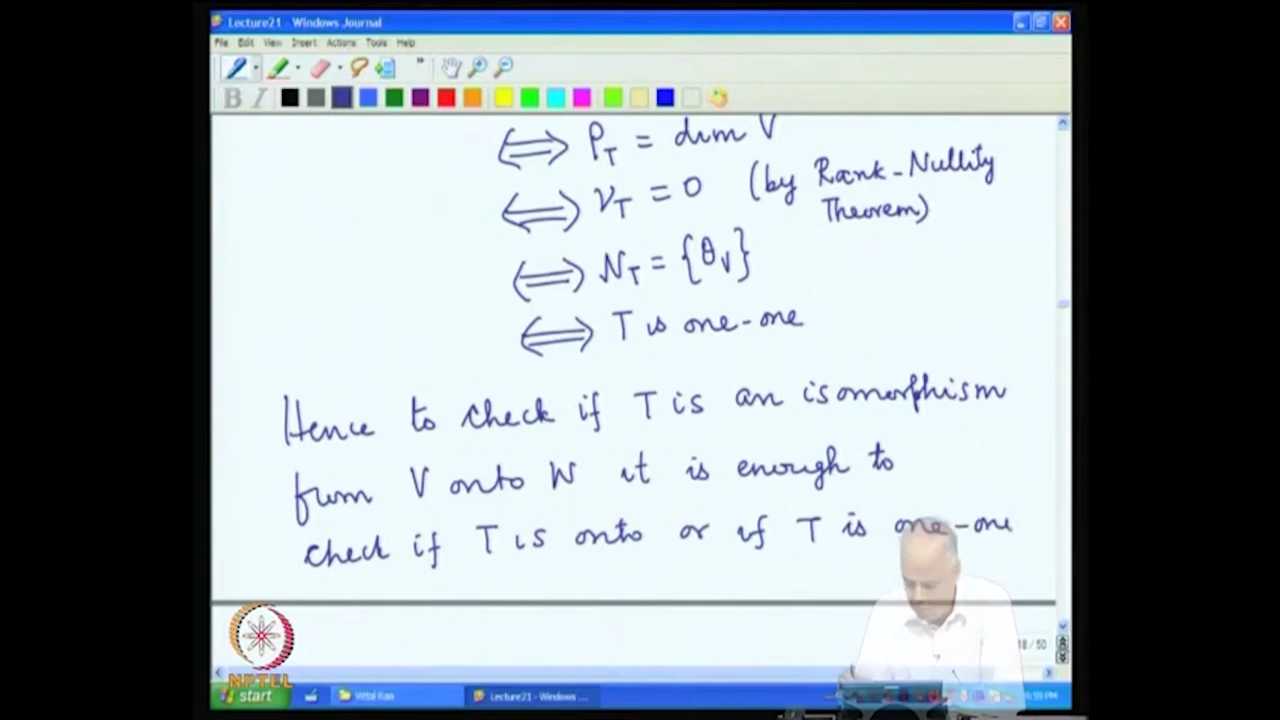 Lecture21 - Windows Journal
File Edit View Insert Actions Tools Help
B I
⟺ ρ_T = dim V
⟺ ν_T = 0 (by Rank-Nullity
Theorem)
⟺ N_T = {θ_V}
⟺ T is one-one
Hence to check if T is an isomorphism
from V onto W it is enough to
check if T is onto or if T is one-one
NPTEL
/ 50
start
Vittal Rao
Lecture21 - Windows ...